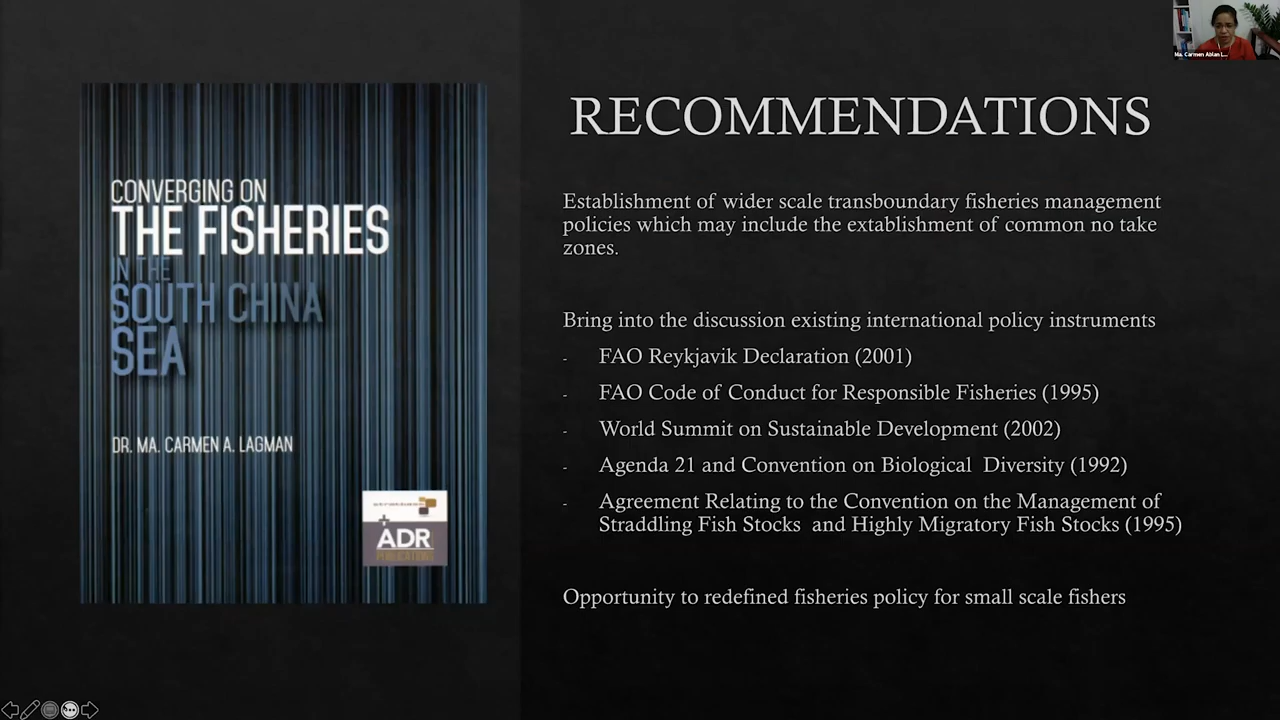 Ma. Carmen Ablan L...
CONVERGING ON
THE FISHERIES
IN THE
SOUTH CHINA
SEA
DR. MA. CARMEN A. LAGMAN
ADR
PUBLICATIONS
RECOMMENDATIONS
Establishment of wider scale transboundary fisheries management
policies which may include the extablishment of common no take
zones.
Bring into the discussion existing international policy instruments
- FAO Reykjavik Declaration (2001)
- FAO Code of Conduct for Responsible Fisheries (1995)
- World Summit on Sustainable Development (2002)
- Agenda 21 and Convention on Biological Diversity (1992)
- Agreement Relating to the Convention on the Management of
Straddling Fish Stocks and Highly Migratory Fish Stocks (1995)
Opportunity to redefined fisheries policy for small scale fishers